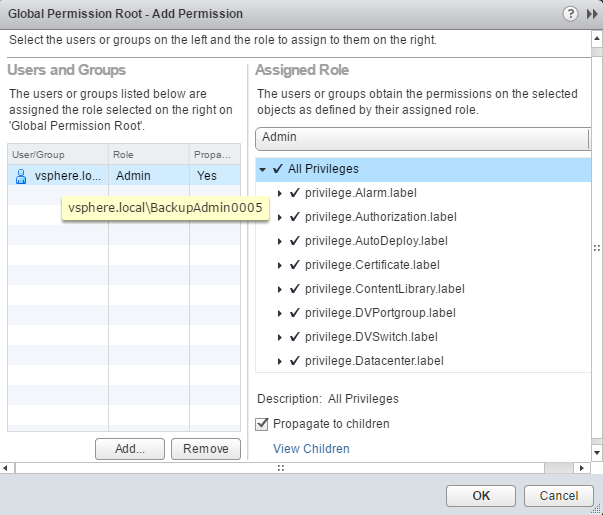 Global Permission Root - Add Permission
Select the users or groups on the left and the role to assign to them on the right.
Users and Groups
The users or groups listed below are
assigned the role selected on the right on
'Global Permission Root'.
User/Group Role Propa...
vsphere.lo... Admin Yes
vsphere.local\BackupAdmin0005
Add... Remove
Assigned Role
The users or groups obtain the permissions on the selected
objects as defined by their assigned role.
Admin
All Privileges
privilege.Alarm.label
privilege.Authorization.label
privilege.AutoDeploy.label
privilege.Certificate.label
privilege.ContentLibrary.label
privilege.DVPortgroup.label
privilege.DVSwitch.label
privilege.Datacenter.label
Description: All Privileges
Propagate to children
View Children
OK Cancel